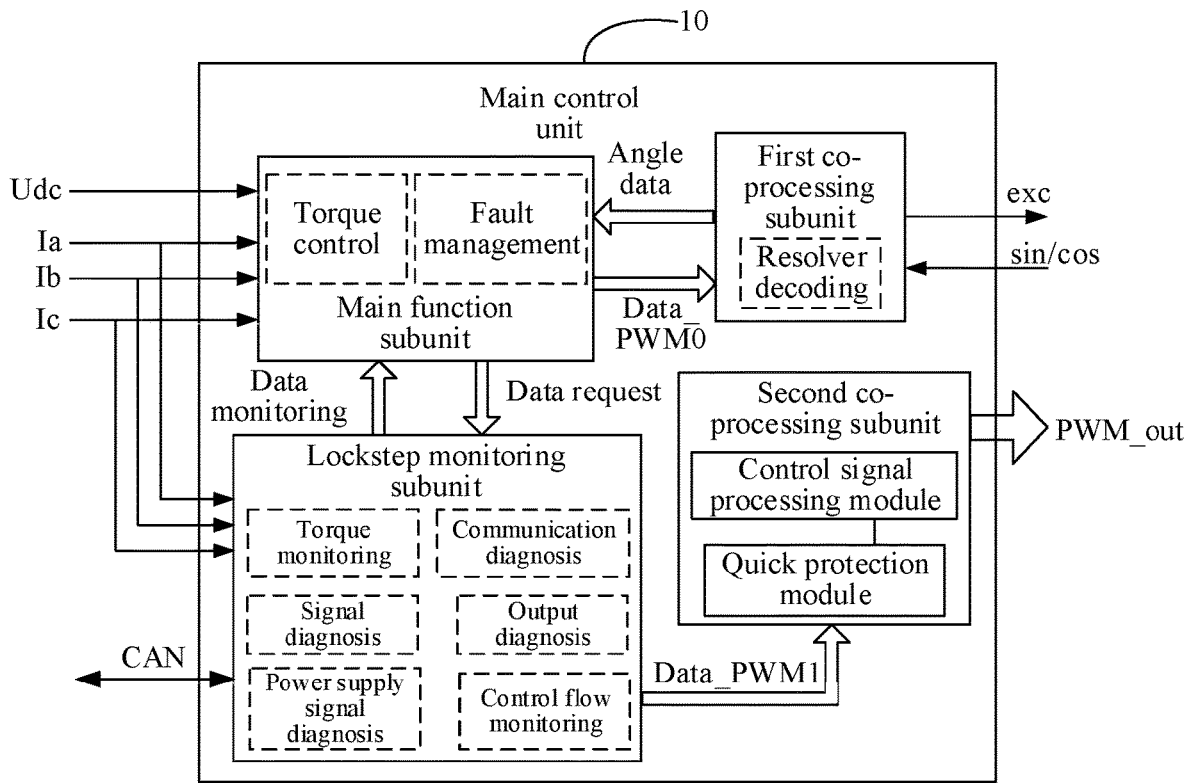 10
Main control
unit
Udc
Ia
Ib
Ic
Torque
control
Fault
management
Main function
subunit
Angle
data
Data_
PWM0
First co-
processing
subunit
Resolver
decoding
exc
sin/cos
Data
monitoring
Data request
Lockstep monitoring
subunit
Torque
monitoring
Communication
diagnosis
Signal
diagnosis
Output
diagnosis
Power supply
signal
diagnosis
Control flow
monitoring
CAN
Data_PWM1
Second co-
processing subunit
Control signal
processing module
Quick protection
module
PWM_out